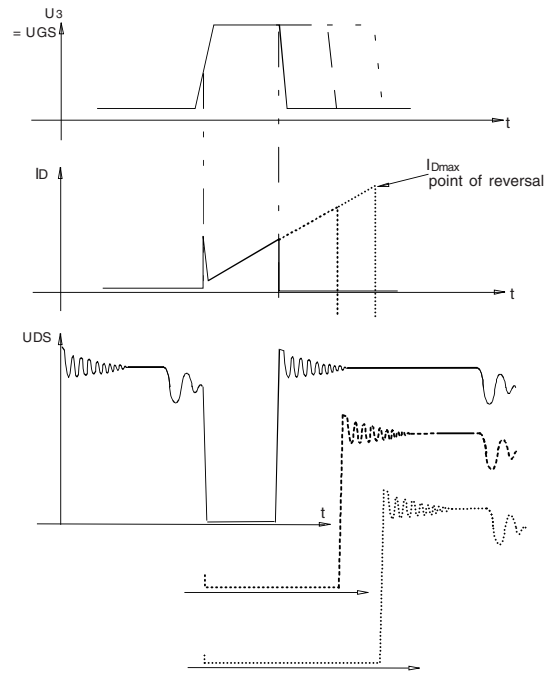 U3
= UGS
t
ID
IDmax
point of reversal
t
UDS
t